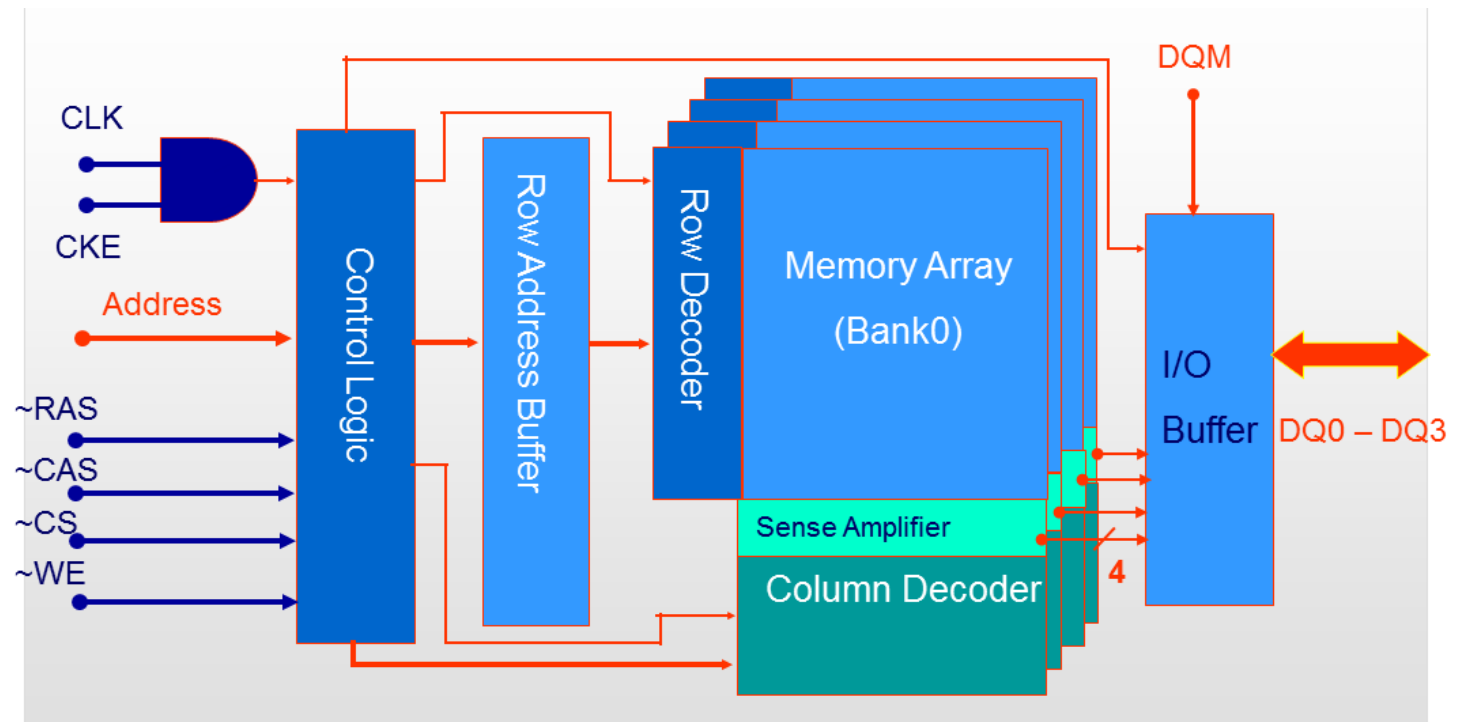 DQM
CLK
CKE
Address
~RAS
~CAS
~CS
~WE
Control Logic
Row Address Buffer
Row Decoder
Memory Array
(Bank0)
Sense Amplifier
Column Decoder
4
I/O
Buffer
DQ0 – DQ3